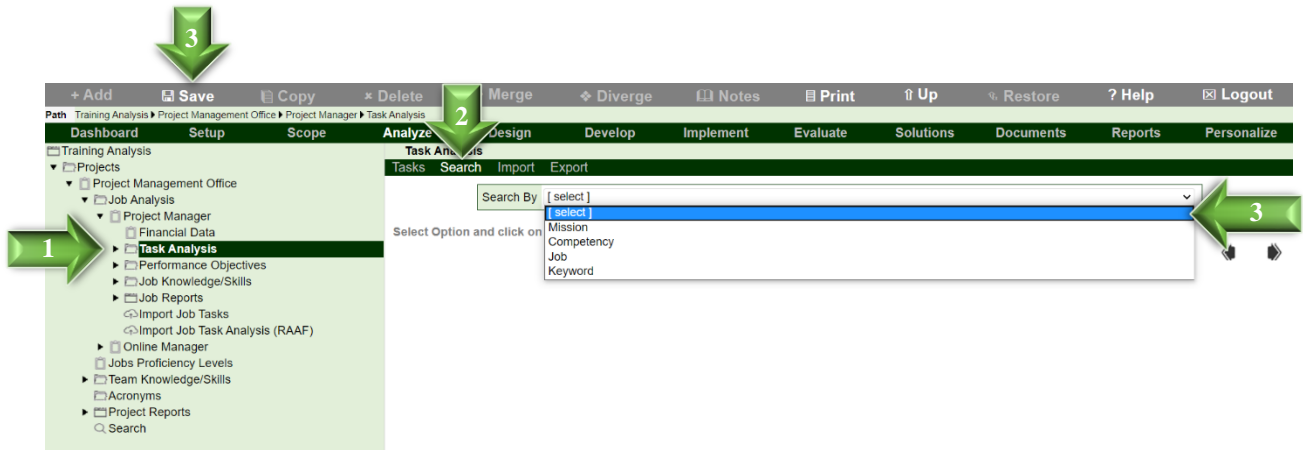 3
+ Add Save Copy × Delete Merge Diverge Notes Print Up Restore ? Help Logout
Path Training Analysis Project Management Office Project Manager Task Analysis
2
Dashboard Setup Scope Analyze Design Develop Implement Evaluate Solutions Documents Reports Personalize
Training Analysis
Projects
Project Management Office
Job Analysis
Project Manager
Financial Data
1
Task Analysis
Performance Objectives
Job Knowledge/Skills
Job Reports
Import Job Tasks
Import Job Task Analysis (RAAF)
Online Manager
Jobs Proficiency Levels
Team Knowledge/Skills
Acronyms
Project Reports
Search
Task
Tasks Search Import Export
Search By [ select ]
[ select ]
Mission
Competency
Job
Keyword
3
Select Option and click on